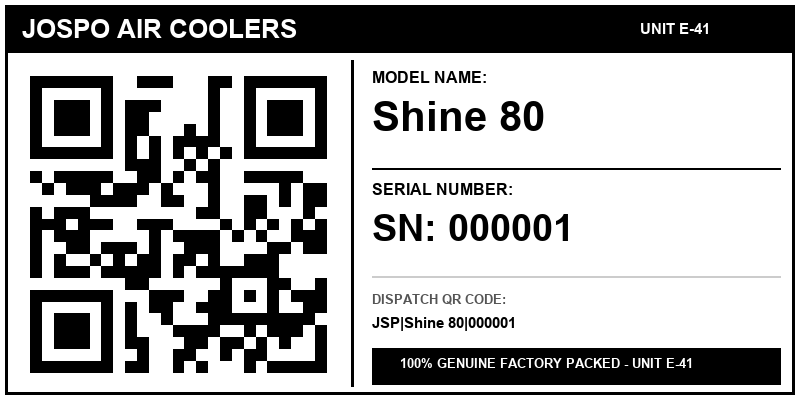 JOSPO AIR COOLERS
UNIT E-41
MODEL NAME:
Shine 80
SERIAL NUMBER:
SN: 000001
DISPATCH QR CODE:
JSP|Shine 80|000001
100% GENUINE FACTORY PACKED - UNIT E-41